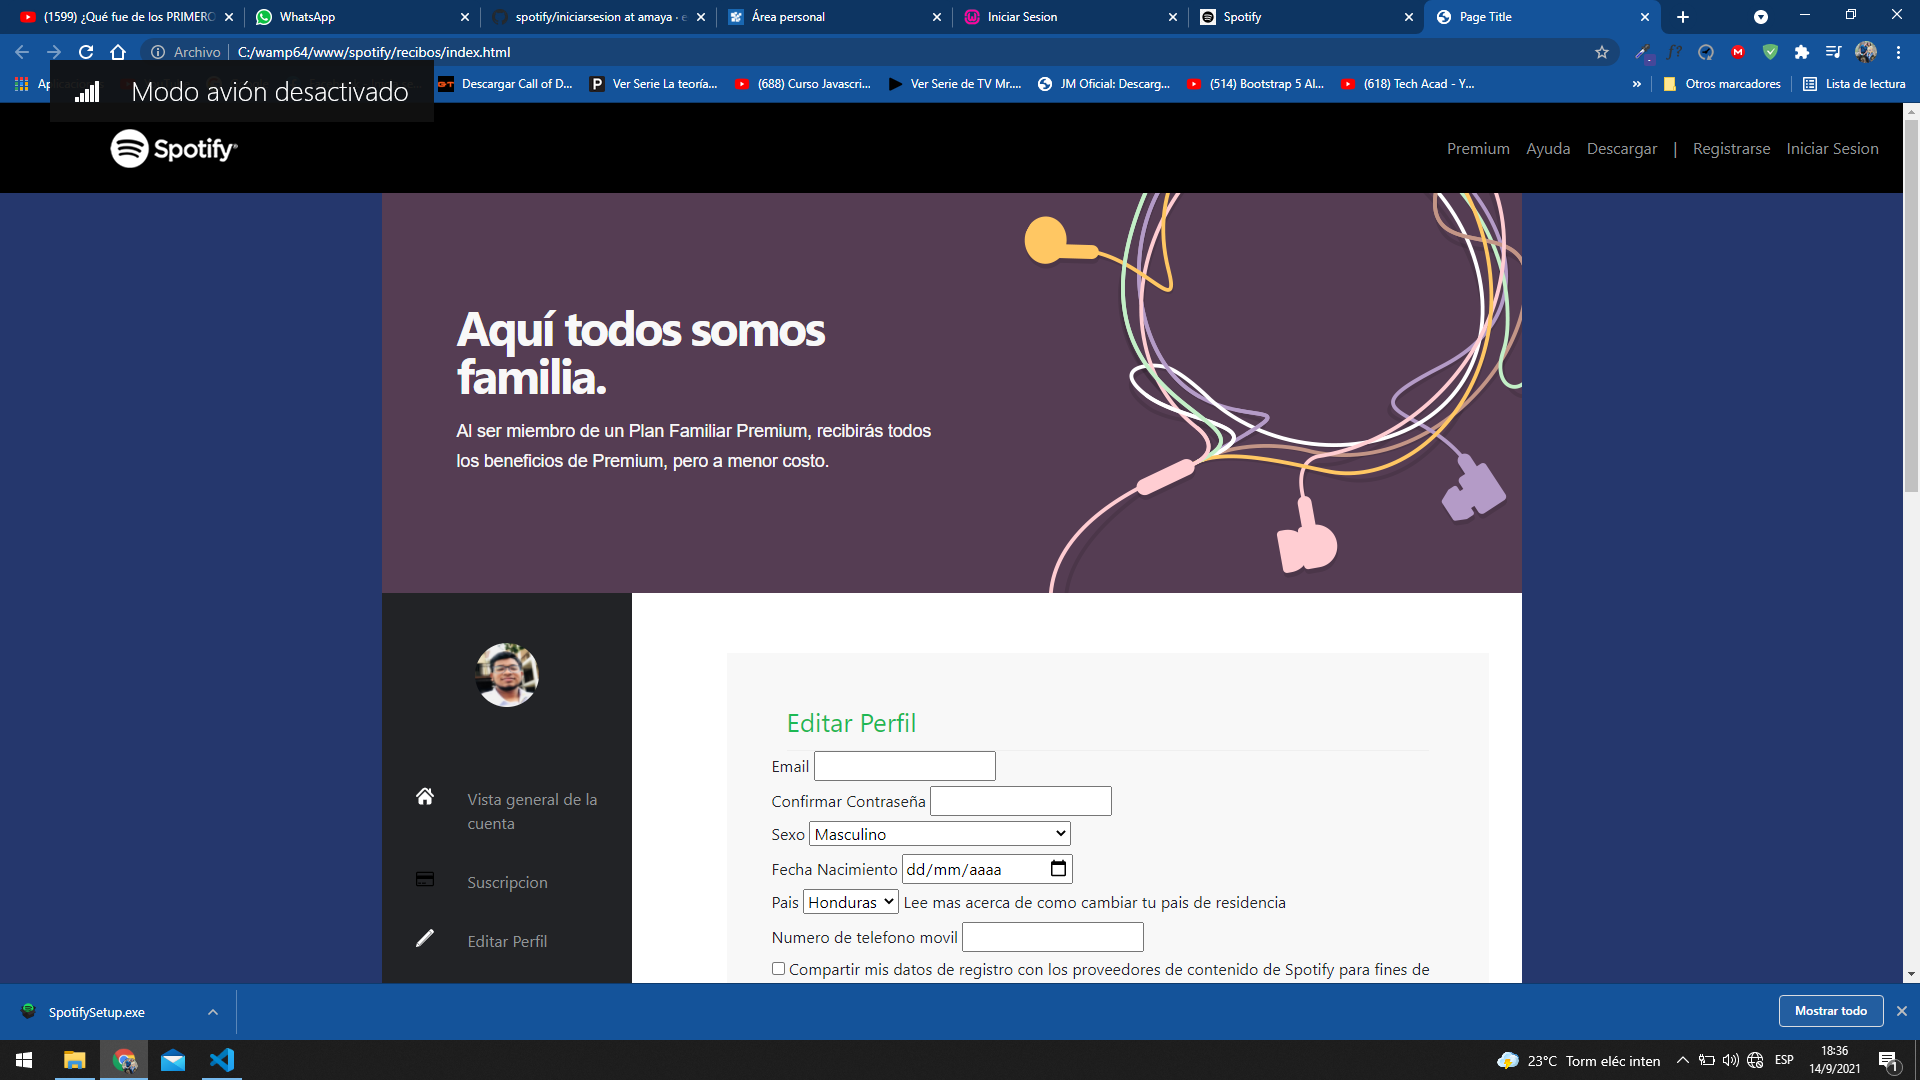 (1599) ¿Qué fue de los PRIMERO
WhatsApp
spotify/iniciarsesion at amaya · e
Área personal
Iniciar Sesion
Spotify
Page Title
Archivo
C:/wamp64/www/spotify/recibos/index.html
Descargar Call of D...
Ver Serie La teoría...
(688) Curso Javascri...
Ver Serie de TV Mr....
JM Oficial: Descarg...
(514) Bootstrap 5 Al...
(618) Tech Acad - Y...
»
Otros marcadores
Lista de lectura
Modo avión desactivado
Spotify
Premium
Ayuda
Descargar
|
Registrarse
Iniciar Sesion
Aquí todos somos
familia.
Al ser miembro de un Plan Familiar Premium, recibirás todos
los beneficios de Premium, pero a menor costo.
Vista general de la
cuenta
Suscripcion
Editar Perfil
Editar Perfil
Email
Confirmar Contraseña
Sexo Masculino
Fecha Nacimiento dd/mm/aaaa
Pais Honduras Lee mas acerca de como cambiar tu pais de residencia
Numero de telefono movil
Compartir mis datos de registro con los proveedores de contenido de Spotify para fines de
SpotifySetup.exe
Mostrar todo
23°C Torm eléc inten
ESP
18:36
14/9/2021
1